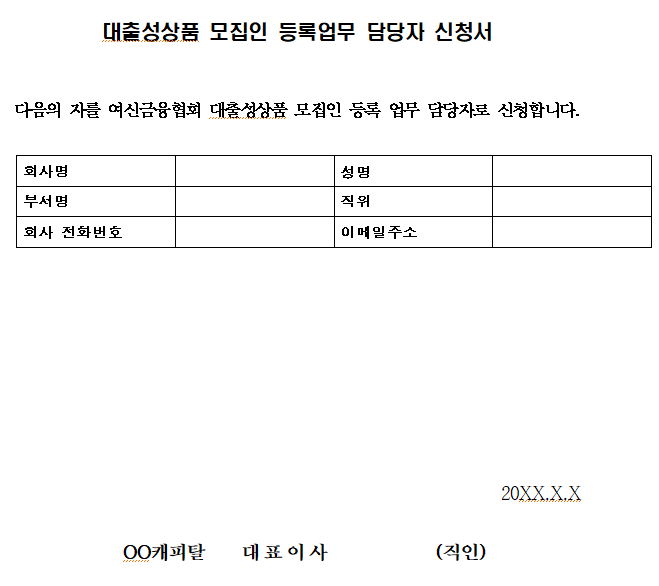 대출성상품 모집인 등록업무 담당자 신청서
다음의 자를 여신금융협회 대출성상품 모집인 등록 업무 담당자로 신청합니다.
회사명 성명
부서명 직위
회사 전화번호 이메일주소
20XX.X.X
OO캐피탈 대표이사 (직인)